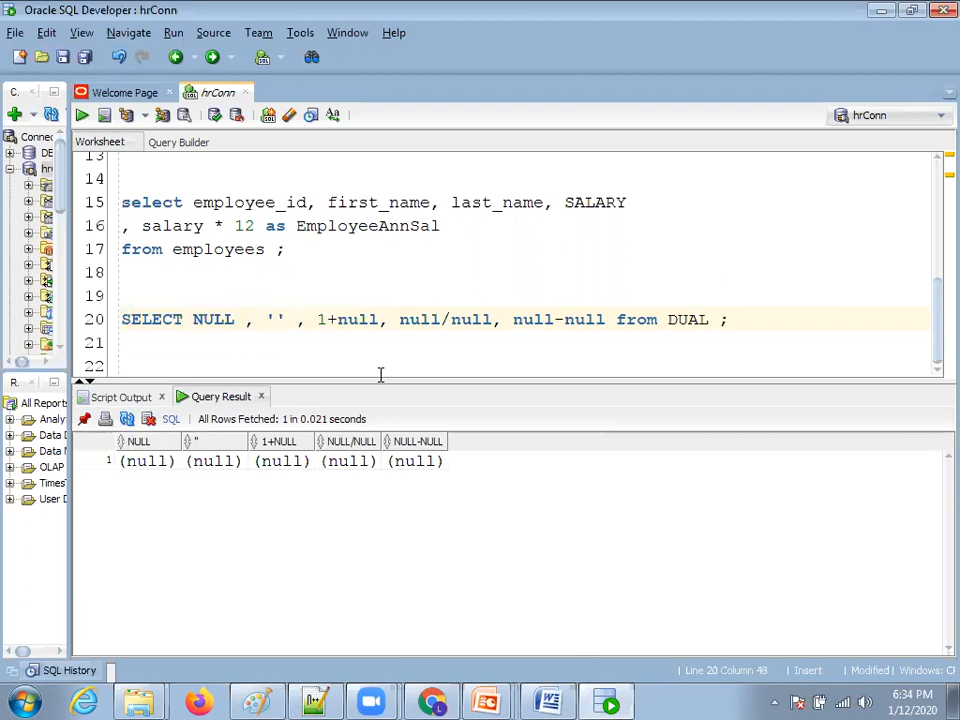 Oracle SQL Developer : hrConn
File Edit View Navigate Run Source Team Tools Window Help
C.
Welcome Page
hrConn
hrConn
Worksheet
Query Builder
Connec
DE
hr
13
14
15 select employee_id, first_name, last_name, SALARY
16 , salary * 12 as EmployeeAnnSal
17 from employees ;
18
19
20 SELECT NULL , '' , 1+null, null/null, null-null from DUAL ;
21
22
R.
Script Output
Query Result
All Reports
Analy
Data D
Data M
OLAP
Times
User D
SQL
All Rows Fetched: 1 in 0.021 seconds
NULL '' 1+NULL NULL/NULL NULL-NULL
1 (null) (null) (null) (null) (null)
SQL History
Line 20 Column 48
Insert
Modified
Windows: CF
6:34 PM
1/12/2020